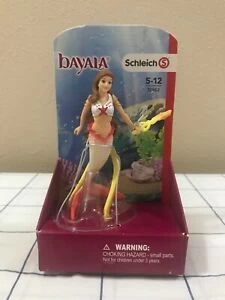 bayala
Schleich S
5-12
WARNING:
CHOKING HAZARD - small parts.
Not for children under 3 years.